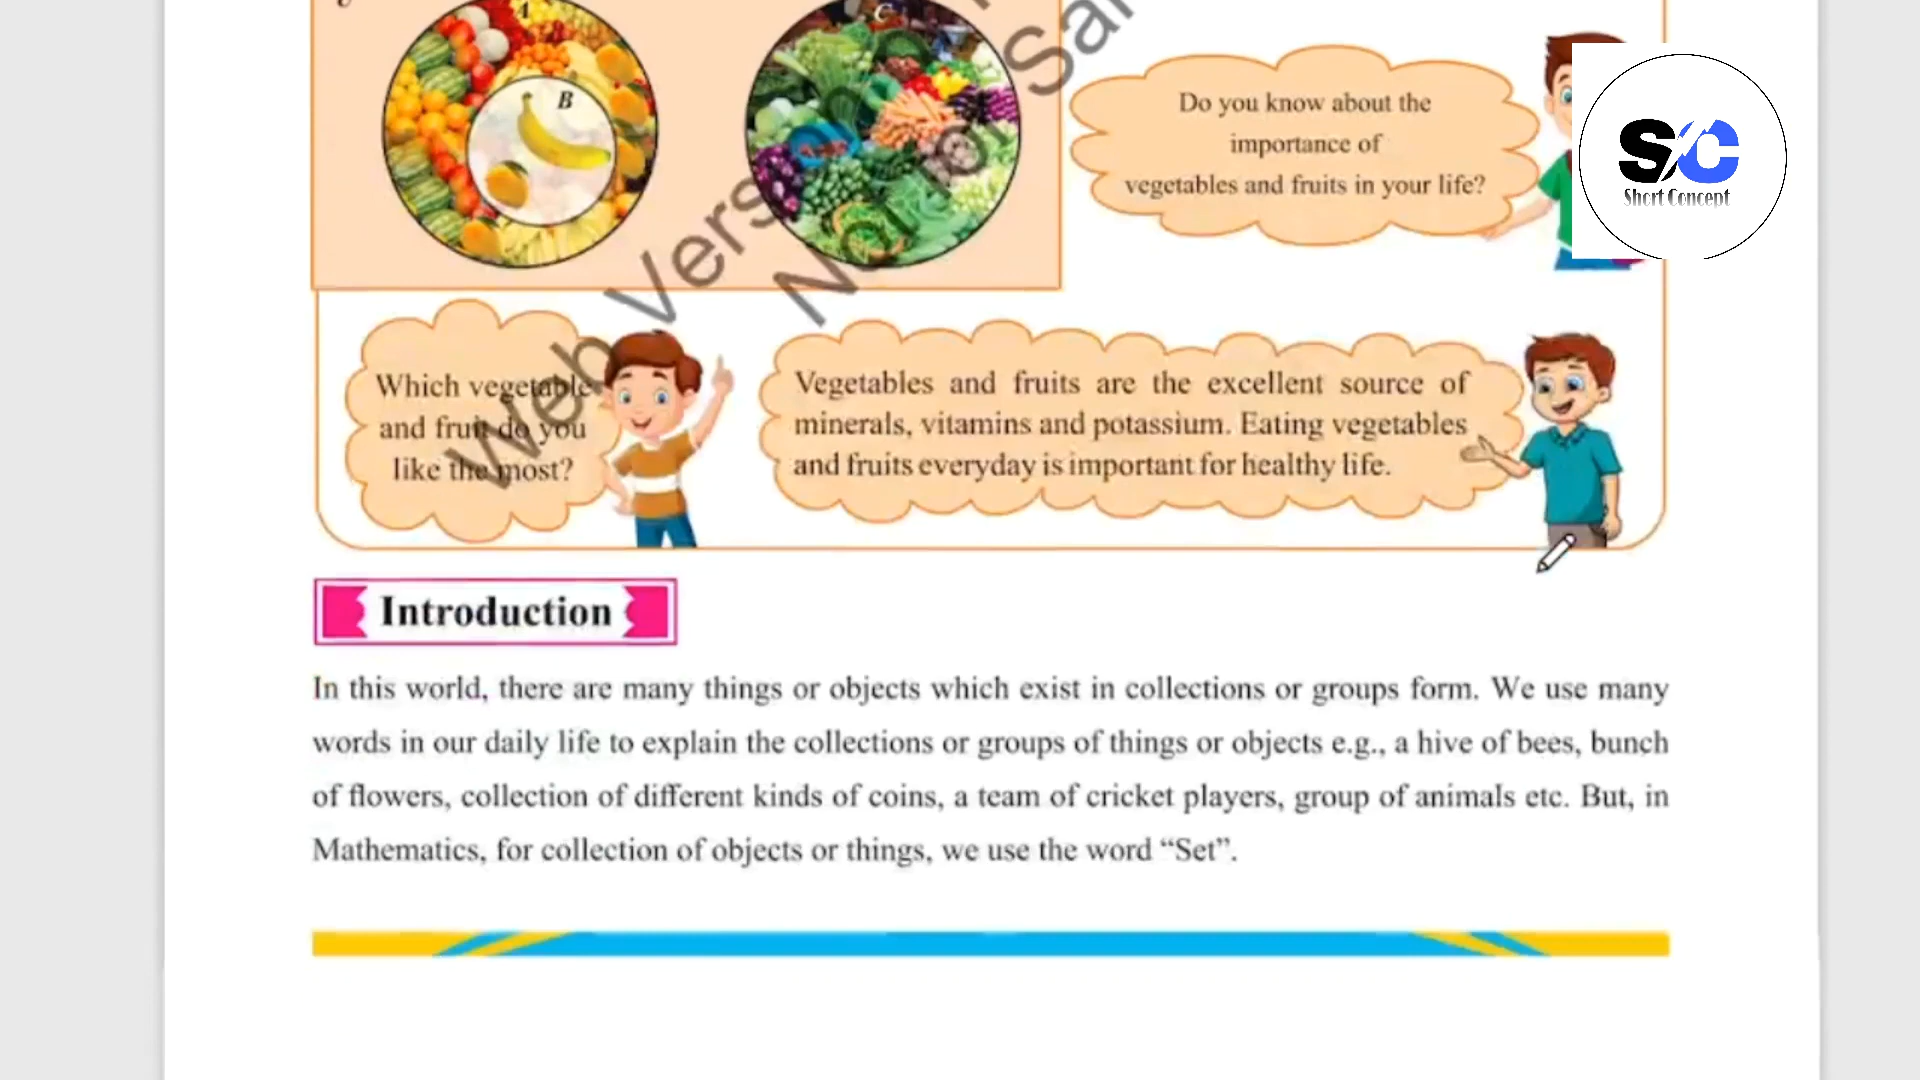 U
A
B
C
Do you know about the
importance of
vegetables and fruits in your life?
SC
Short Concept
Which vegetable
and fruit do you
like the most?
Vegetables and fruits are the excellent source of
minerals, vitamins and potassium. Eating vegetables
and fruits everyday is important for healthy life.
Web Vers
Not for Sal
Introduction
In this world, there are many things or objects which exist in collections or groups form. We use many
words in our daily life to explain the collections or groups of things or objects e.g., a hive of bees, bunch
of flowers, collection of different kinds of coins, a team of cricket players, group of animals etc. But, in
Mathematics, for collection of objects or things, we use the word “Set”.